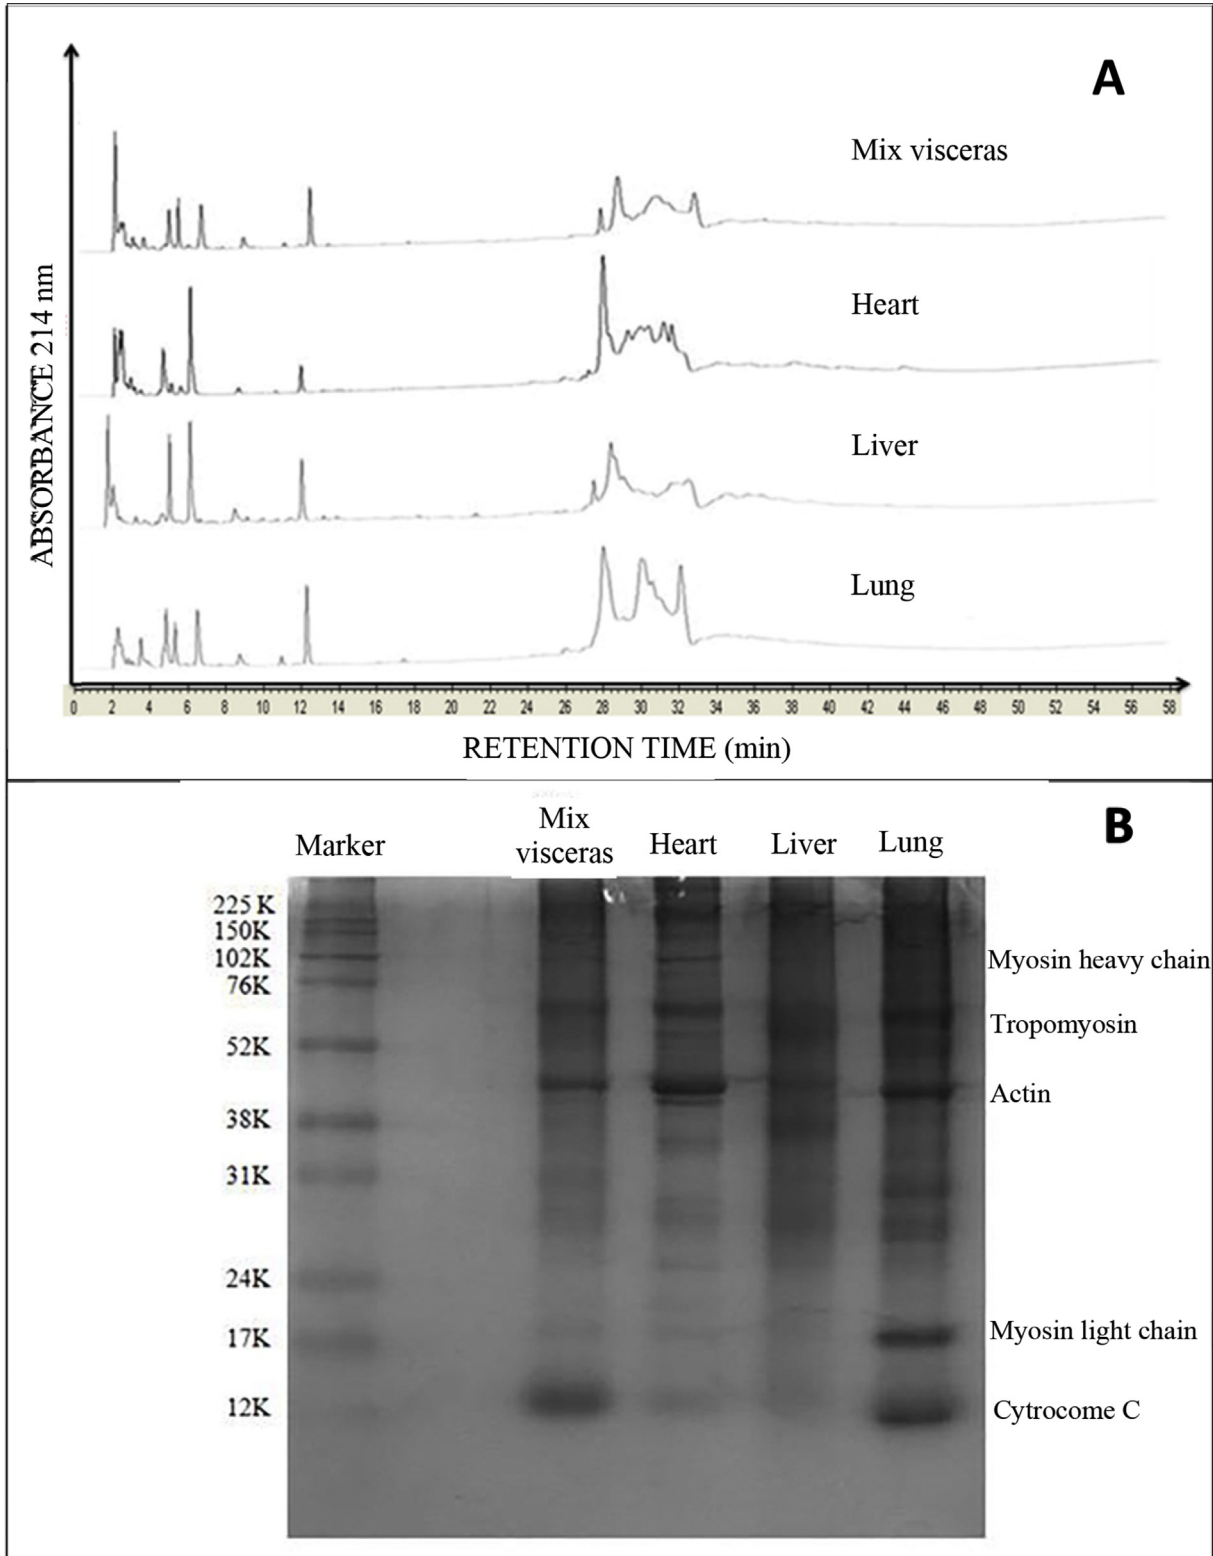 A
Mix visceras
Heart
Liver
Lung
ABSORBANCE 214 nm
0 2 4 6 8 10 12 14 16 18 20 22 24 26 28 30 32 34 36 38 40 42 44 46 48 50 52 54 56 58
RETENTION TIME (min)
B
Marker
Mix
visceras
Heart
Liver
Lung
225 K
150K
102K
76K
52K
38K
31K
24K
17K
12K
Myosin heavy chain
Tropomyosin
Actin
Myosin light chain
Cytrocome C